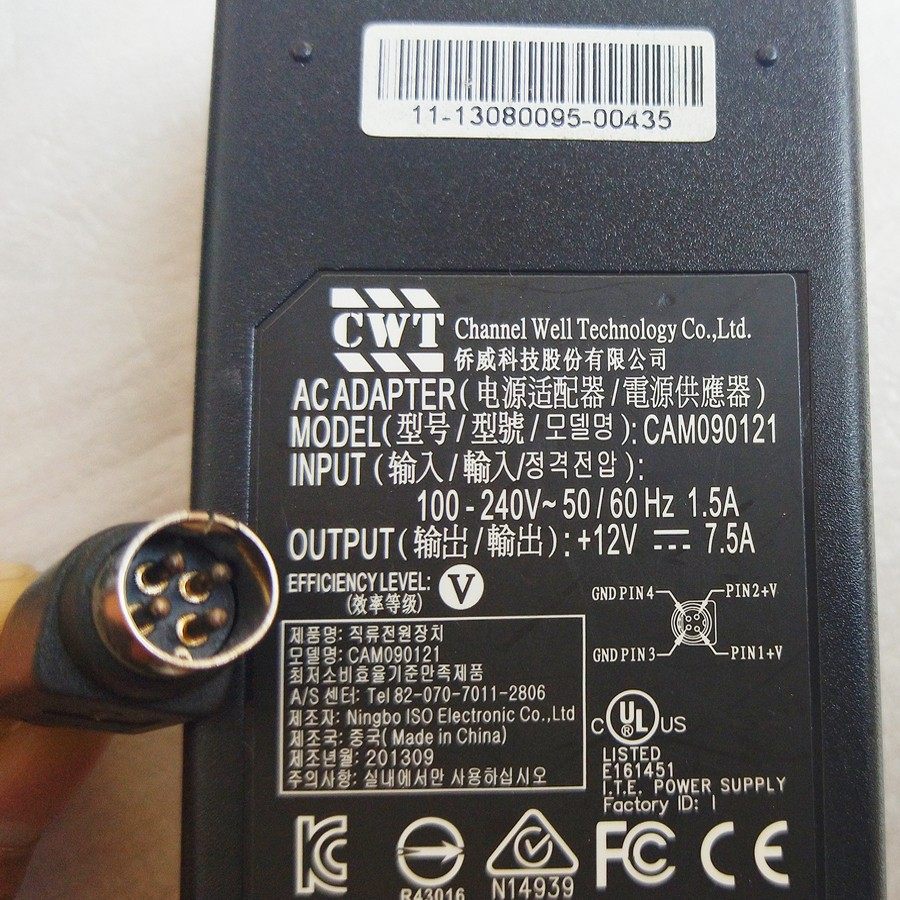 11-13080095-00435
CWT Channel Well Technology Co.,Ltd.
侨威科技股份有限公司
AC ADAPTER(电源适配器/電源供應器)
MODEL(型号/型號/모델명): CAM090121
INPUT(输入/輸入/정격전압):
100-240V~50/60Hz 1.5A
OUTPUT(输出/輸出):+12V 7.5A
EFFICIENCY LEVEL: V
(效率等级)
GND PIN 4 PIN2+V
GND PIN 3 PIN1+V
제품명: 직류전원장치
모델명: CAM090121
최저소비효율기준만족제품
A/S 센터: Tel 82-070-7011-2806
제조자: Ningbo ISO Electronic Co.,Ltd
제조국: 중국(Made in China)
제조년월: 201309
주의사항: 실내에서만 사용하십시오
C UL US
®
LISTED
E161451
I.T.E. POWER SUPPLY
Factory ID: I
KC R43016 N14939 FC CE